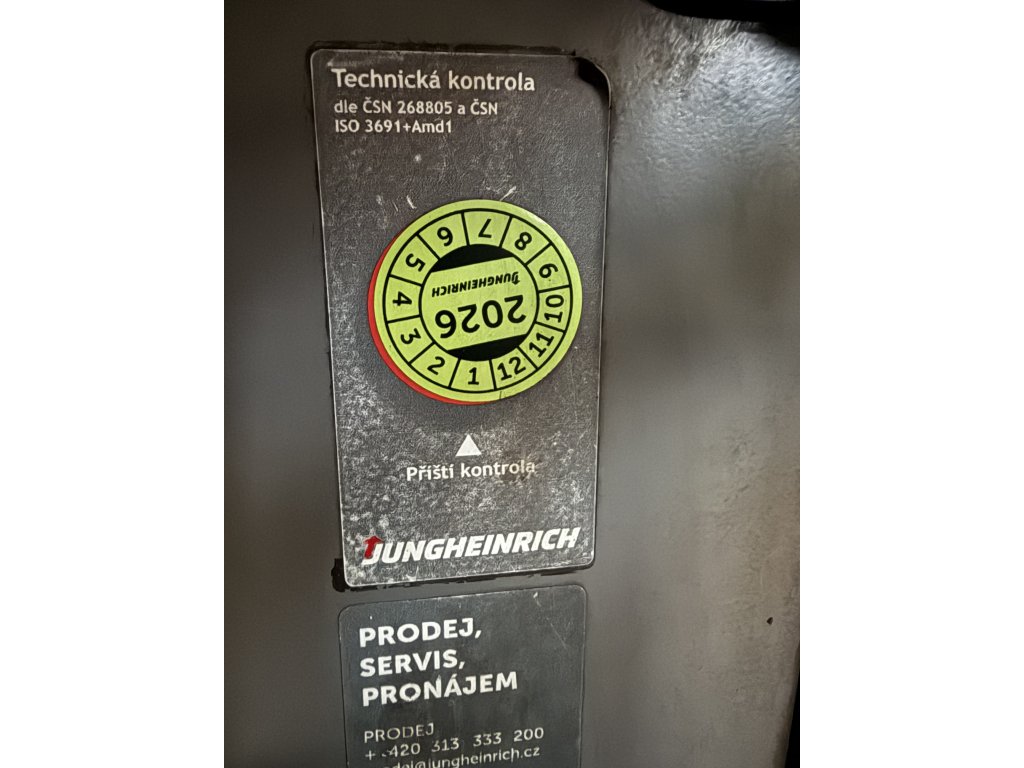 Technická kontrola
dle ČSN 268805 a ČSN
ISO 3691+Amd1
1 2 3 4 5 6 7 8 9 10 11 12
JUNGHEINRICH
2026
Příští kontrola
JUNGHEINRICH
PRODEJ,
SERVIS,
PRONÁJEM
PRODEJ
+420 313 333 200